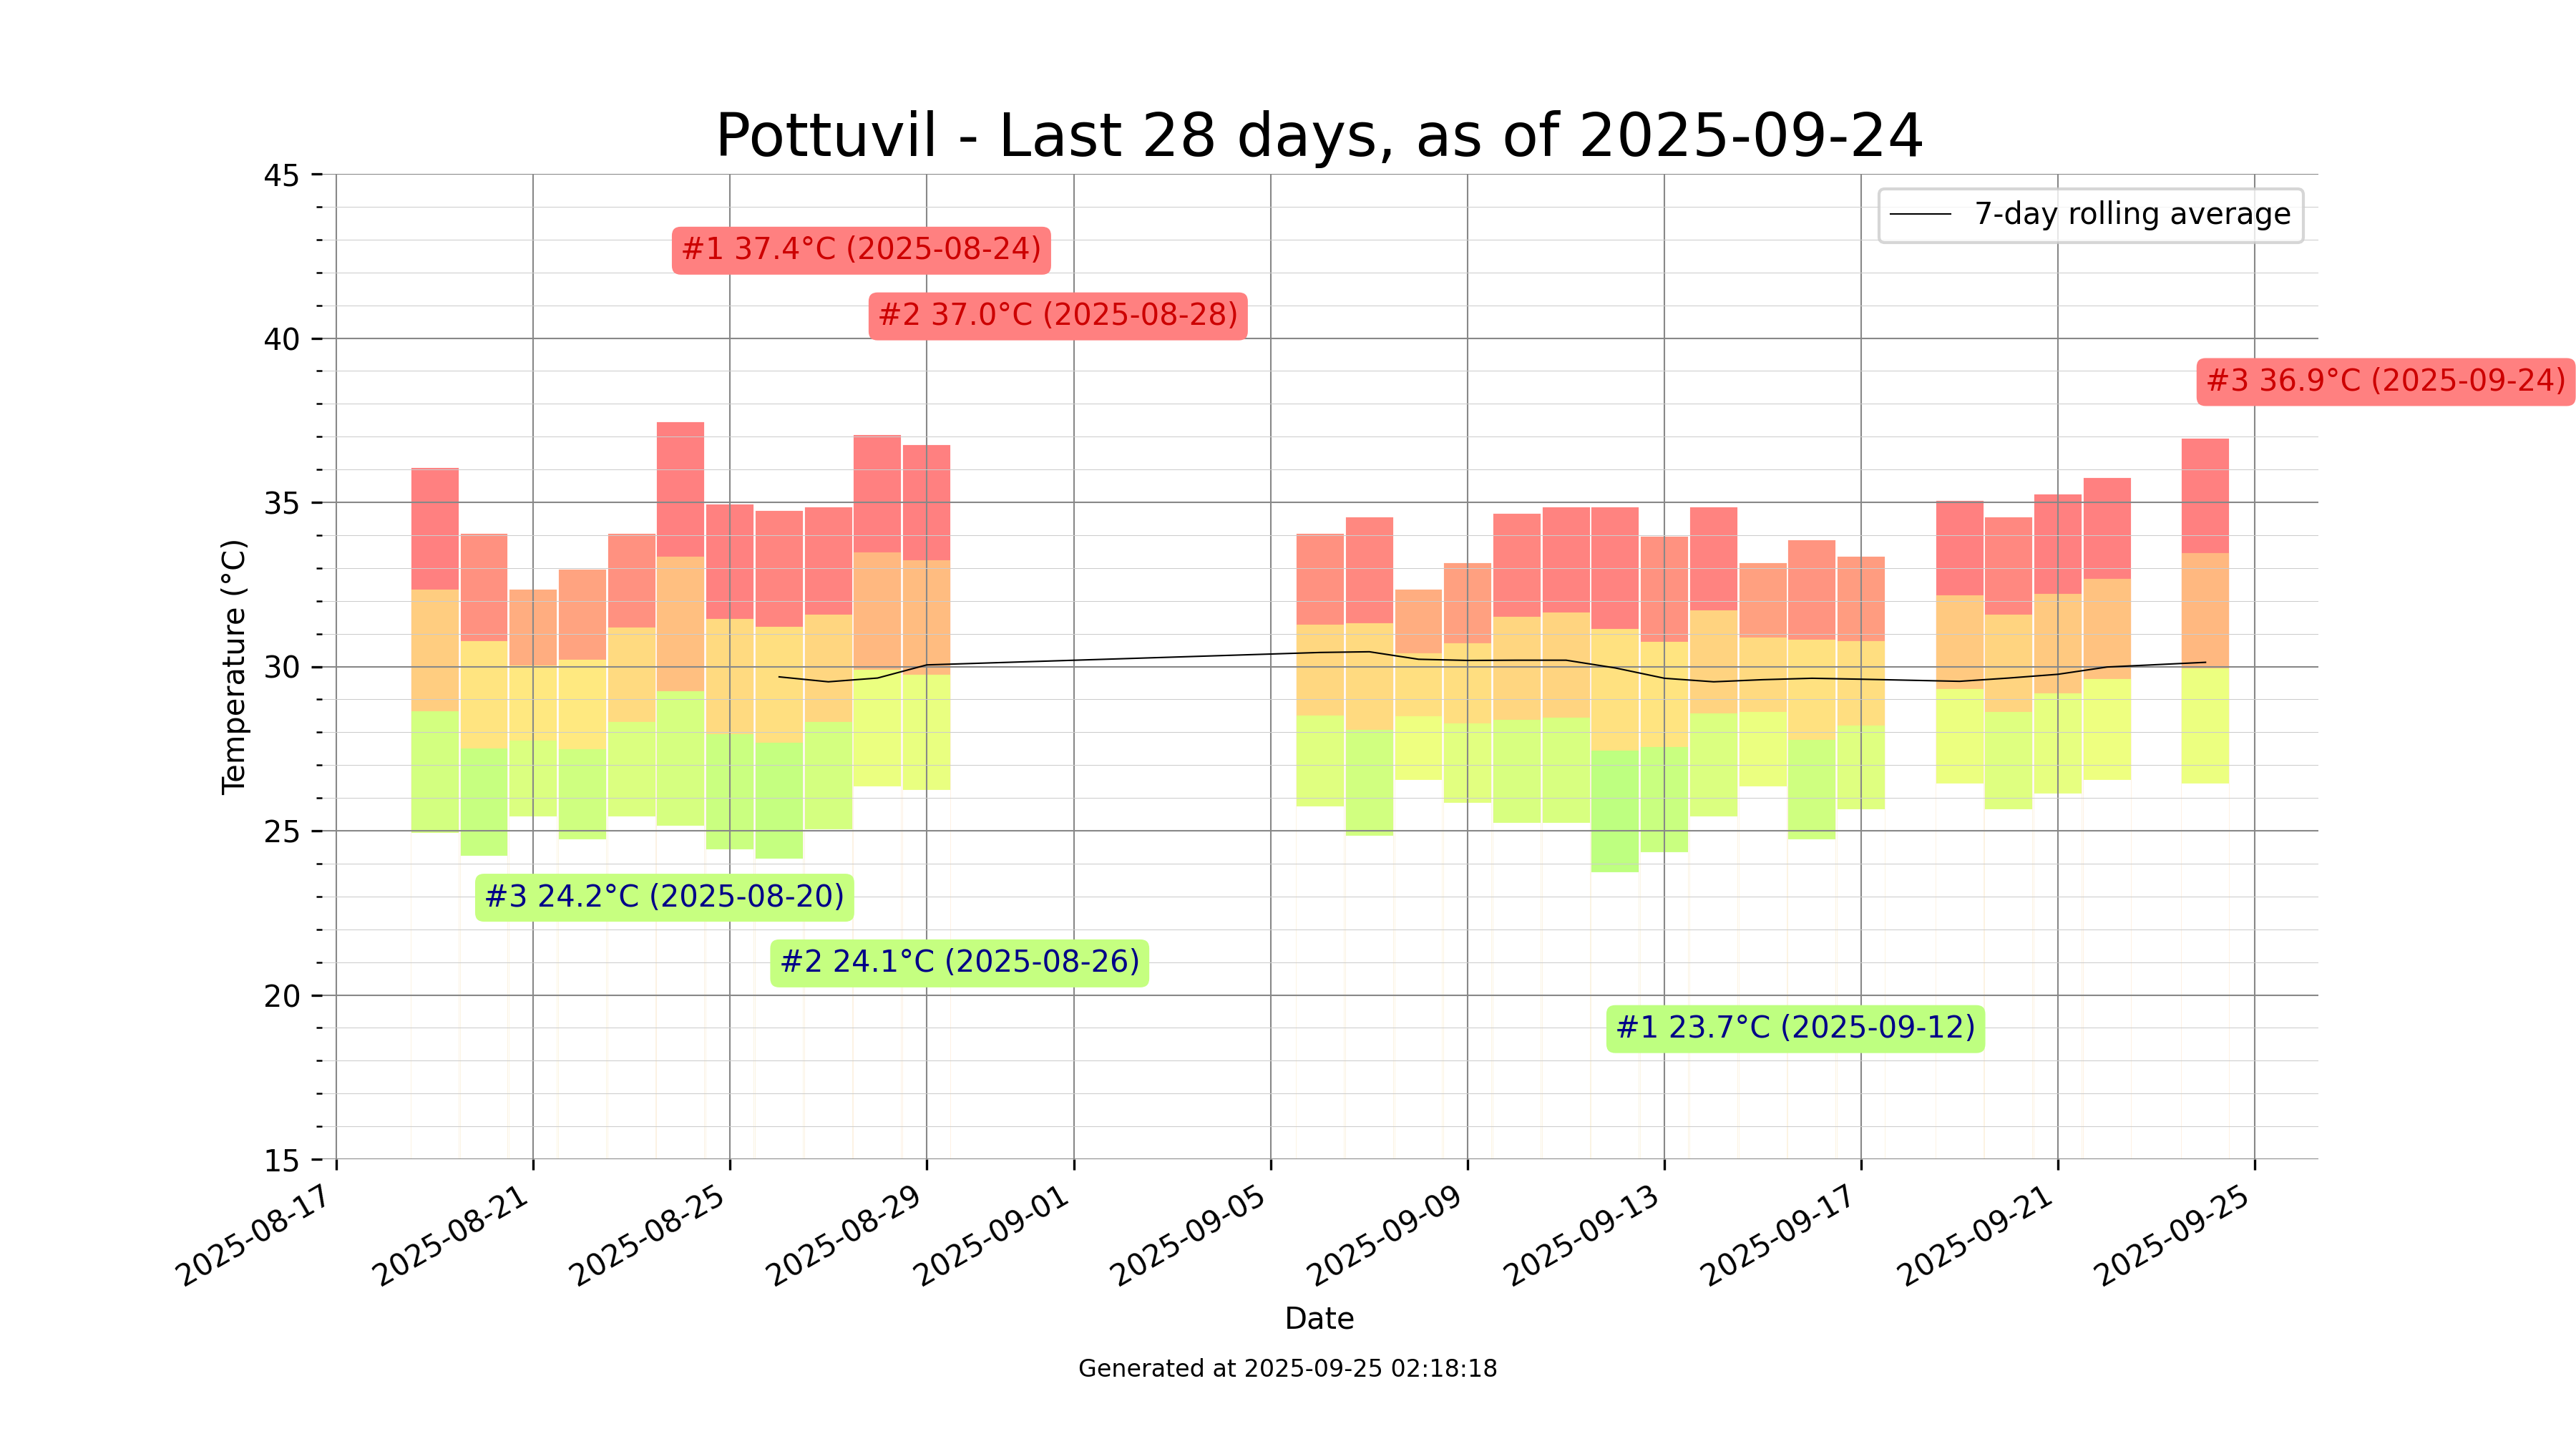 Pottuvil - Last 28 days, as of 2025-09-24
7-day rolling average
#1 37.4°C (2025-08-24)
#2 37.0°C (2025-08-28)
#3 36.9°C (2025-09-24)
#3 24.2°C (2025-08-20)
#2 24.1°C (2025-08-26)
#1 23.7°C (2025-09-12)
Temperature (°C)
45
40
35
30
25
20
15
2025-08-17
2025-08-21
2025-08-25
2025-08-29
2025-09-01
2025-09-05
2025-09-09
2025-09-13
2025-09-17
2025-09-21
2025-09-25
Date
Generated at 2025-09-25 02:18:18